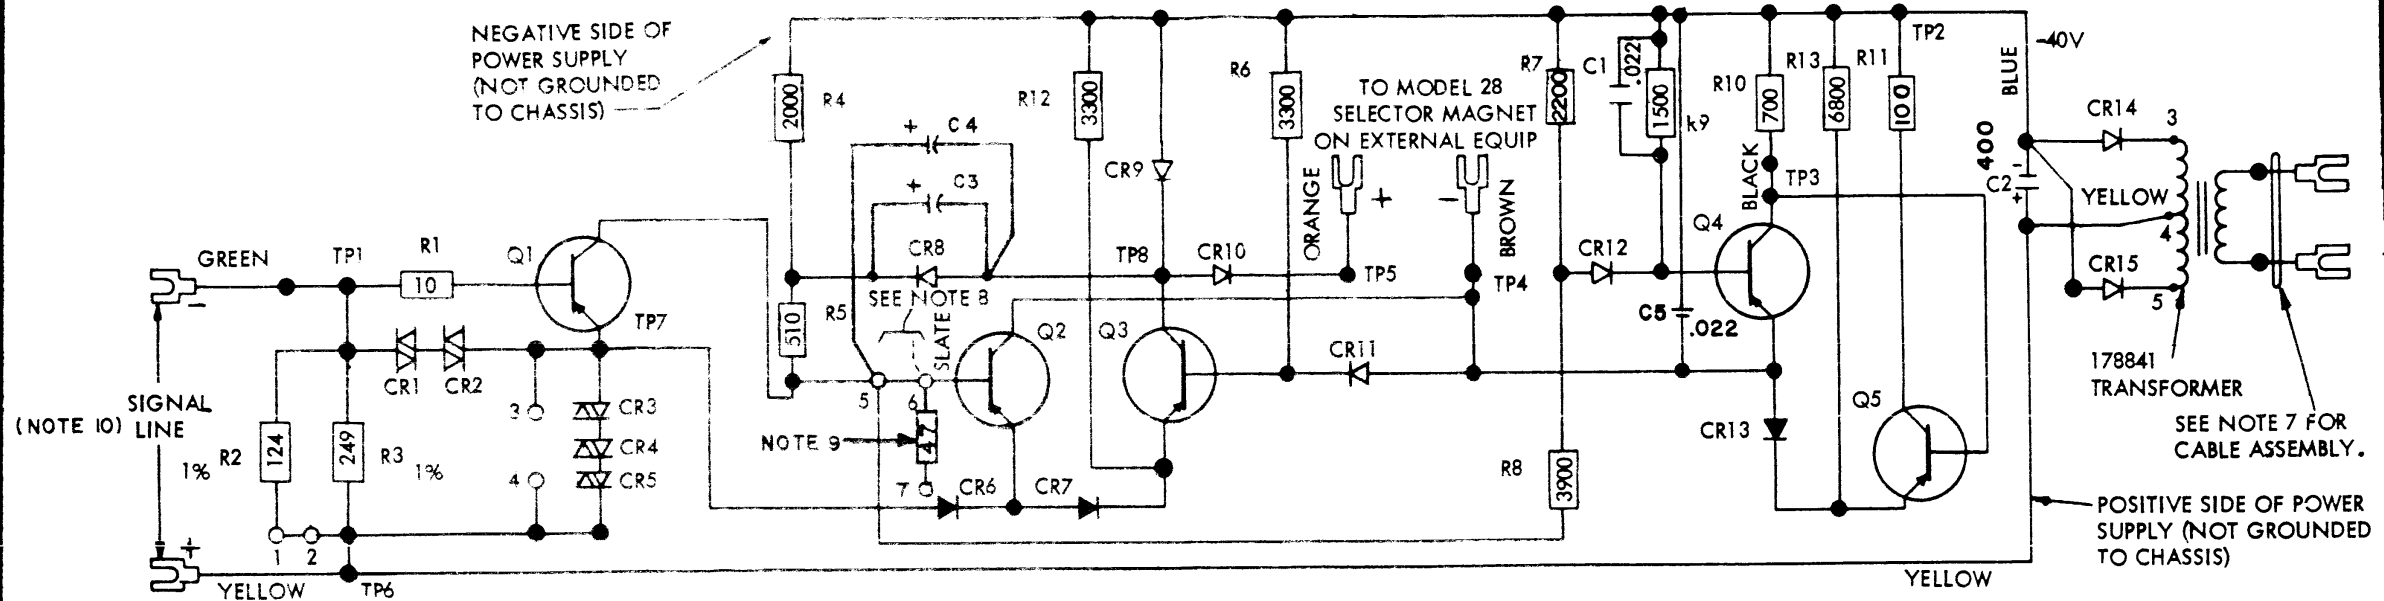 NEGATIVE SIDE OF
POWER SUPPLY
(NOT GROUNDED
TO CHASSIS)
2000
R4
+
C4
+
C3
CR8
SEE NOTE 8
R12
3300
CR9
R6
3300
TO MODEL 28
SELECTOR MAGNET
ON EXTERNAL EQUIP
ORANGE
+
-
BROWN
R7
2200
C1
.022
1500
k9
R10
700
R13
6800
R11
100
TP2
-40V
BLUE
BLACK
TP3
400
-
C2
+
CR14
3
YELLOW
4
CR15
5
178841
TRANSFORMER
SEE NOTE 7 FOR
CABLE ASSEMBLY.
POSITIVE SIDE OF POWER
SUPPLY (NOT GROUNDED
TO CHASSIS)
GREEN
-
TP1
R1
10
Q1
TP7
510
R5
SLATE
Q2
TP8
CR10
Q3
TP5
TP4
CR11
CR12
Q4
C5
.022
CR13
Q5
R8
3900
(NOTE 10)
SIGNAL
LINE
1%
R2
124
249
R3
1%
CR1
CR2
3
4
CR3
CR4
CR5
5
6
NOTE 9
47
7
CR6
CR7
+
1
2
YELLOW
TP6
YELLOW